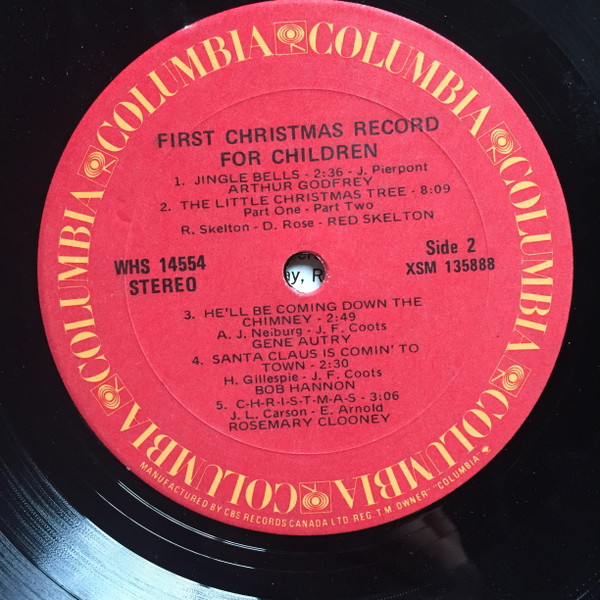 COLUMBIA COLUMBIA COLUMBIA COLUMBIA COLUMBIA COLUMBIA
FIRST CHRISTMAS RECORD
FOR CHILDREN
1. JINGLE BELLS - 2:36 - J. Pierpont
ARTHUR GODFREY
2. THE LITTLE CHRISTMAS TREE - 8:09
Part One - Part Two
R. Skelton - D. Rose - RED SKELTON
WHS 14554
STEREO
Side 2
XSM 135888
ay, R
3. HE'LL BE COMING DOWN THE
CHIMNEY - 2:49
A. J. Neiburg - J. F. Coots
GENE AUTRY
4. SANTA CLAUS IS COMIN' TO
TOWN - 2:30
H. Gillespie - J. F. Coots
BOB HANNON
5. C-H-R-I-S-T-M-A-S - 3:06
J. L. Carson - E. Arnold
ROSEMARY CLOONEY
MANUFACTURED BY CBS RECORDS CANADA LTD. REG. T.M. OWNER "COLUMBIA"